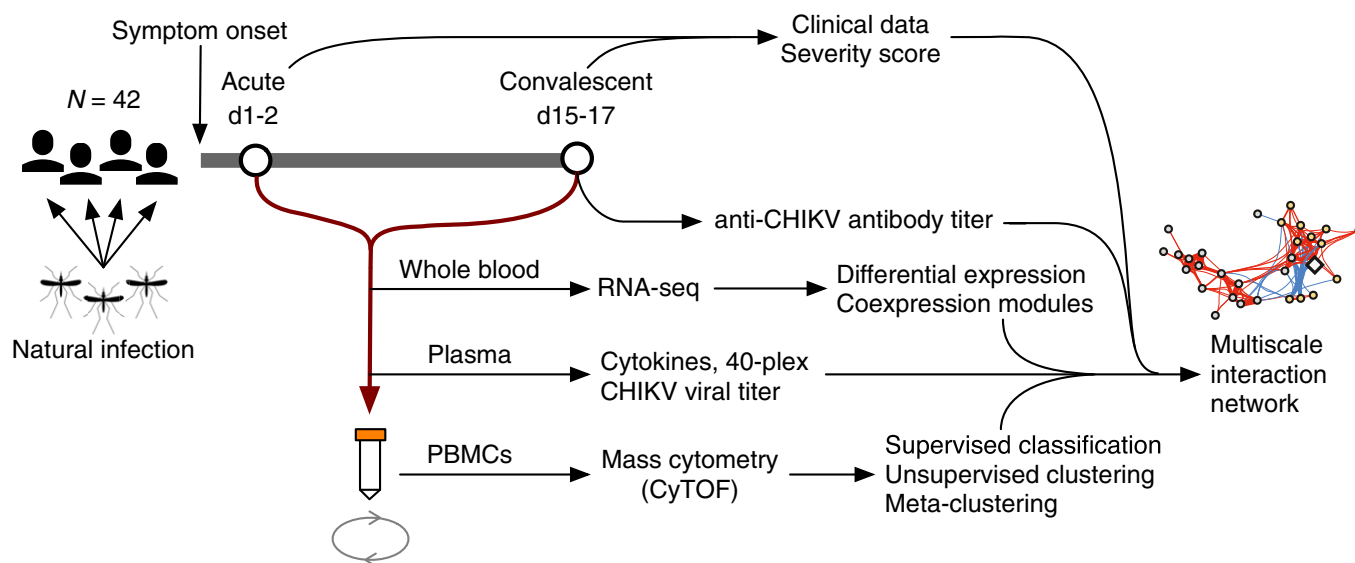 Symptom onset
Clinical data
Severity score
Acute
d1-2
Convalescent
d15-17
N = 42
anti-CHIKV antibody titer
Whole blood
RNA-seq
Differential expression
Coexpression modules
Natural infection
Plasma
Cytokines, 40-plex
CHIKV viral titer
Multiscale
interaction
network
PBMCs
Mass cytometry
(CyTOF)
Supervised classification
Unsupervised clustering
Meta-clustering